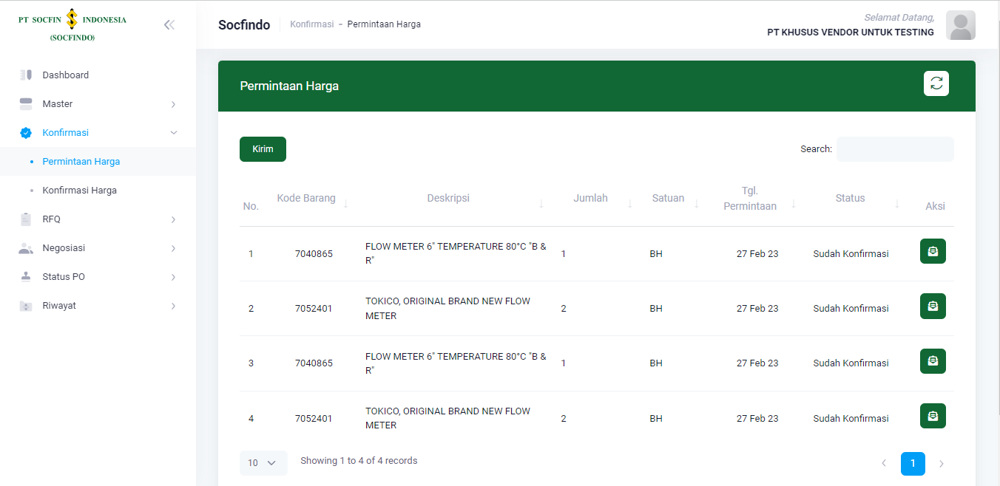 PT SOCFIN INDONESIA
(SOCFINDO)
Socfindo
Konfirmasi - Permintaan Harga
Selamat Datang,
PT KHUSUS VENDOR UNTUK TESTING
Dashboard
Master
Konfirmasi
Permintaan Harga
Konfirmasi Harga
RFQ
Negosiasi
Status PO
Riwayat
Permintaan Harga
Kirim
Search:
No. Kode Barang Deskripsi Jumlah Satuan Tgl. Permintaan Status Aksi
1 7040865 FLOW METER 6" TEMPERATURE 80°C "B &
R" 1 BH 27 Feb 23 Sudah Konfirmasi
2 7052401 TOKICO, ORIGINAL BRAND NEW FLOW
METER 2 BH 27 Feb 23 Sudah Konfirmasi
3 7040865 FLOW METER 6" TEMPERATURE 80°C "B &
R" 1 BH 27 Feb 23 Sudah Konfirmasi
4 7052401 TOKICO, ORIGINAL BRAND NEW FLOW
METER 2 BH 27 Feb 23 Sudah Konfirmasi
10 Showing 1 to 4 of 4 records
1